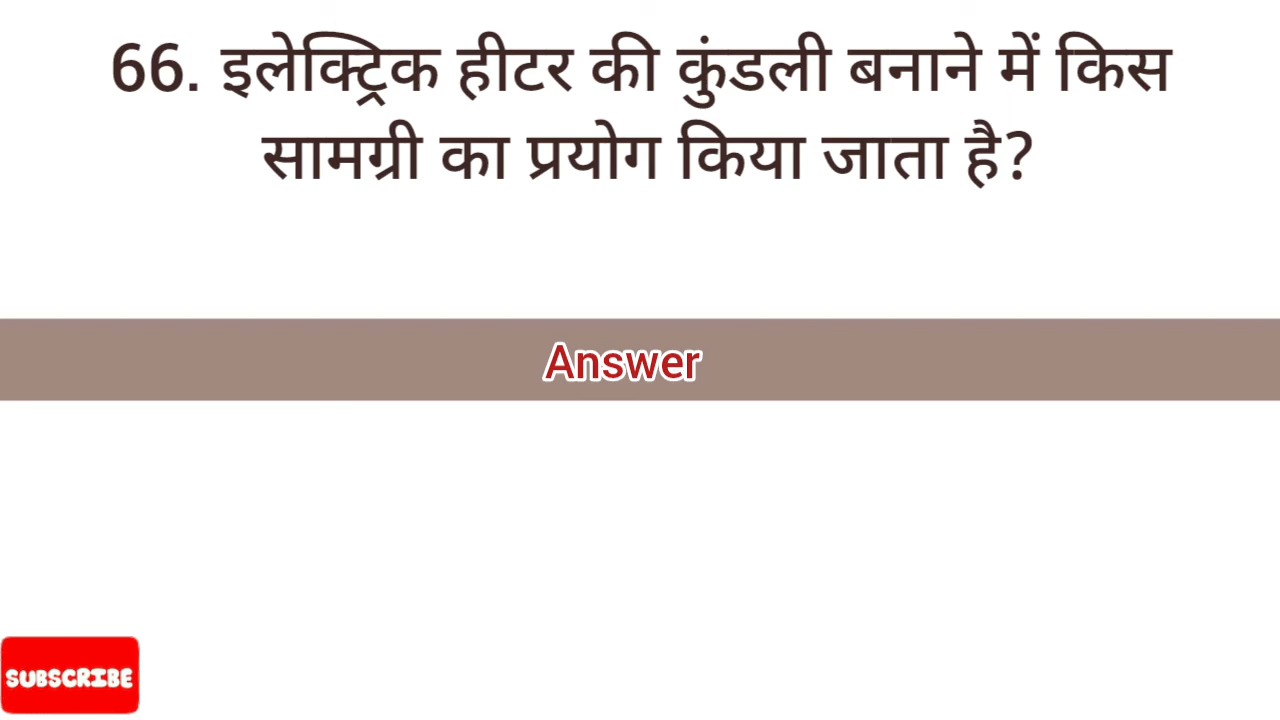 66. इलेक्ट्रिक हीटर की कुंडली बनाने में किस
सामग्री का प्रयोग किया जाता है?
Answer
SUBSCRIBE